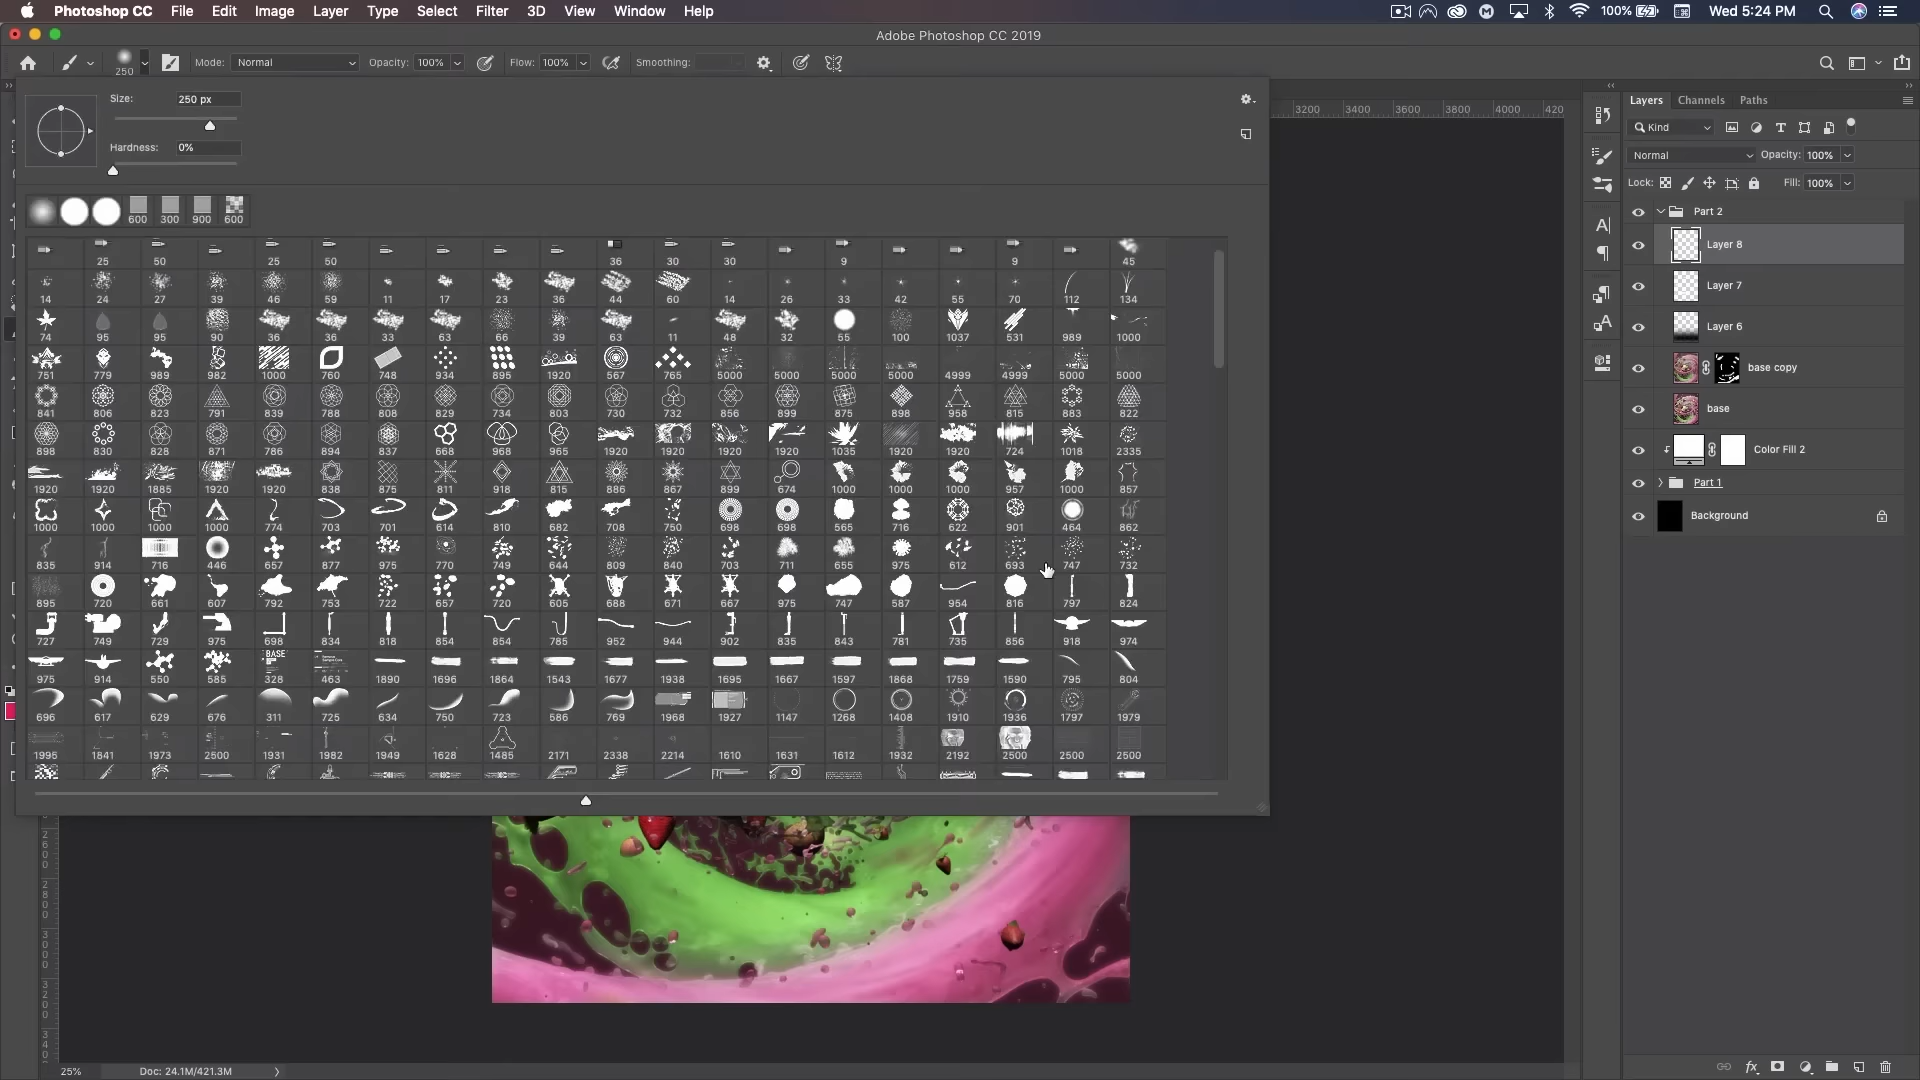 Photoshop CC File Edit Image Layer Type Select Filter 3D View Window Help 100% Wed 5:24 PM
Adobe Photoshop CC 2019
250 Mode: Normal Opacity: 100% Flow: 100% Smoothing:
Size: 250 px
Hardness: 0%
600 300 900 600
25 50 25 50 36 30 30 9 9 45
14 24 27 39 46 59 11 17 23 36 44 60 14 26 33 42 55 70 112 134
74 95 95 90 36 36 33 63 66 39 63 11 48 32 55 100 1037 531 989 1000
751 779 989 982 1000 760 748 934 895 1920 567 765 5000 5000 5000 5000 4999 4999 5000 5000
841 806 823 791 839 788 808 829 734 803 730 732 856 899 875 898 958 815 883 822
898 830 828 871 786 894 837 668 968 965 1920 1920 1920 1920 1035 1920 1920 724 1018 2335
1920 1920 1885 1920 1920 838 875 811 918 815 886 867 899 674 1000 1000 1000 957 1000 857
1000 1000 1000 1000 774 703 701 614 810 682 708 750 698 698 565 716 622 901 464 862
835 914 716 446 657 877 975 770 749 644 809 840 703 711 655 975 612 693 747 732
895 720 661 607 792 753 722 657 720 605 688 671 667 975 747 587 954 816 797 824
727 749 729 975 698 834 818 854 854 785 952 944 902 835 843 781 735 856 918 974
BASE
975 914 550 585 328 463 1890 1696 1864 1543 1677 1938 1695 1667 1597 1868 1759 1590 795 804
696 617 629 676 311 725 634 750 723 586 769 1968 1927 1147 1268 1408 1910 1936 1797 1979
1995 1841 1973 2500 1931 1982 1949 1628 1485 2171 2338 2214 1610 1631 1612 1932 2192 2500 2500 2500
3200 3400 3600 3800 4000 420
2600
2800
3000
3200
340
25% Doc: 24.1M/421.3M
Layers Channels Paths
Kind
Normal Opacity: 100%
Lock: Fill: 100%
Part 2
Layer 8
Layer 7
Layer 6
base copy
base
Color Fill 2
Part 1
Background
fx